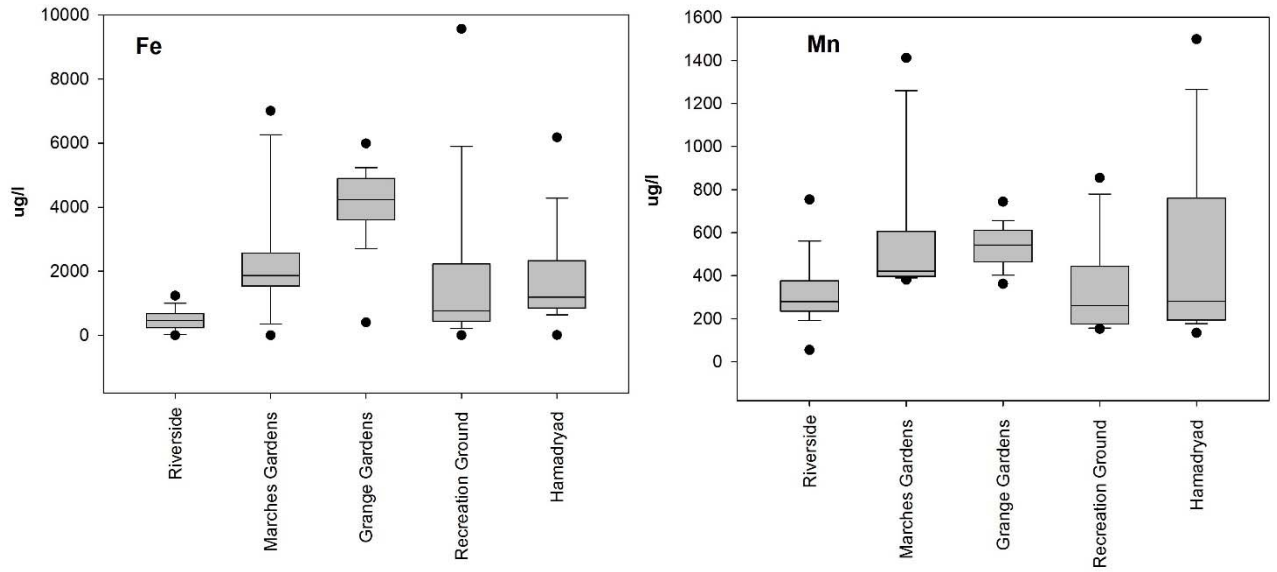 Fe
ug/l
10000
8000
6000
4000
2000
0
Riverside
Marches Gardens
Grange Gardens
Recreation Ground
Hamadryad
Mn
ug/l
1600
1400
1200
1000
800
600
400
200
0
Riverside
Marches Gardens
Grange Gardens
Recreation Ground
Hamadryad